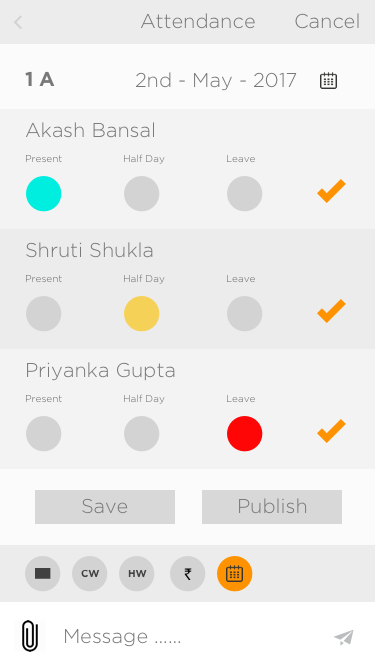 Attendance Cancel
1 A 2nd - May - 2017
Akash Bansal
Present Half Day Leave
Shruti Shukla
Present Half Day Leave
Priyanka Gupta
Present Half Day Leave
Save Publish
CW HW ₹
Message ......